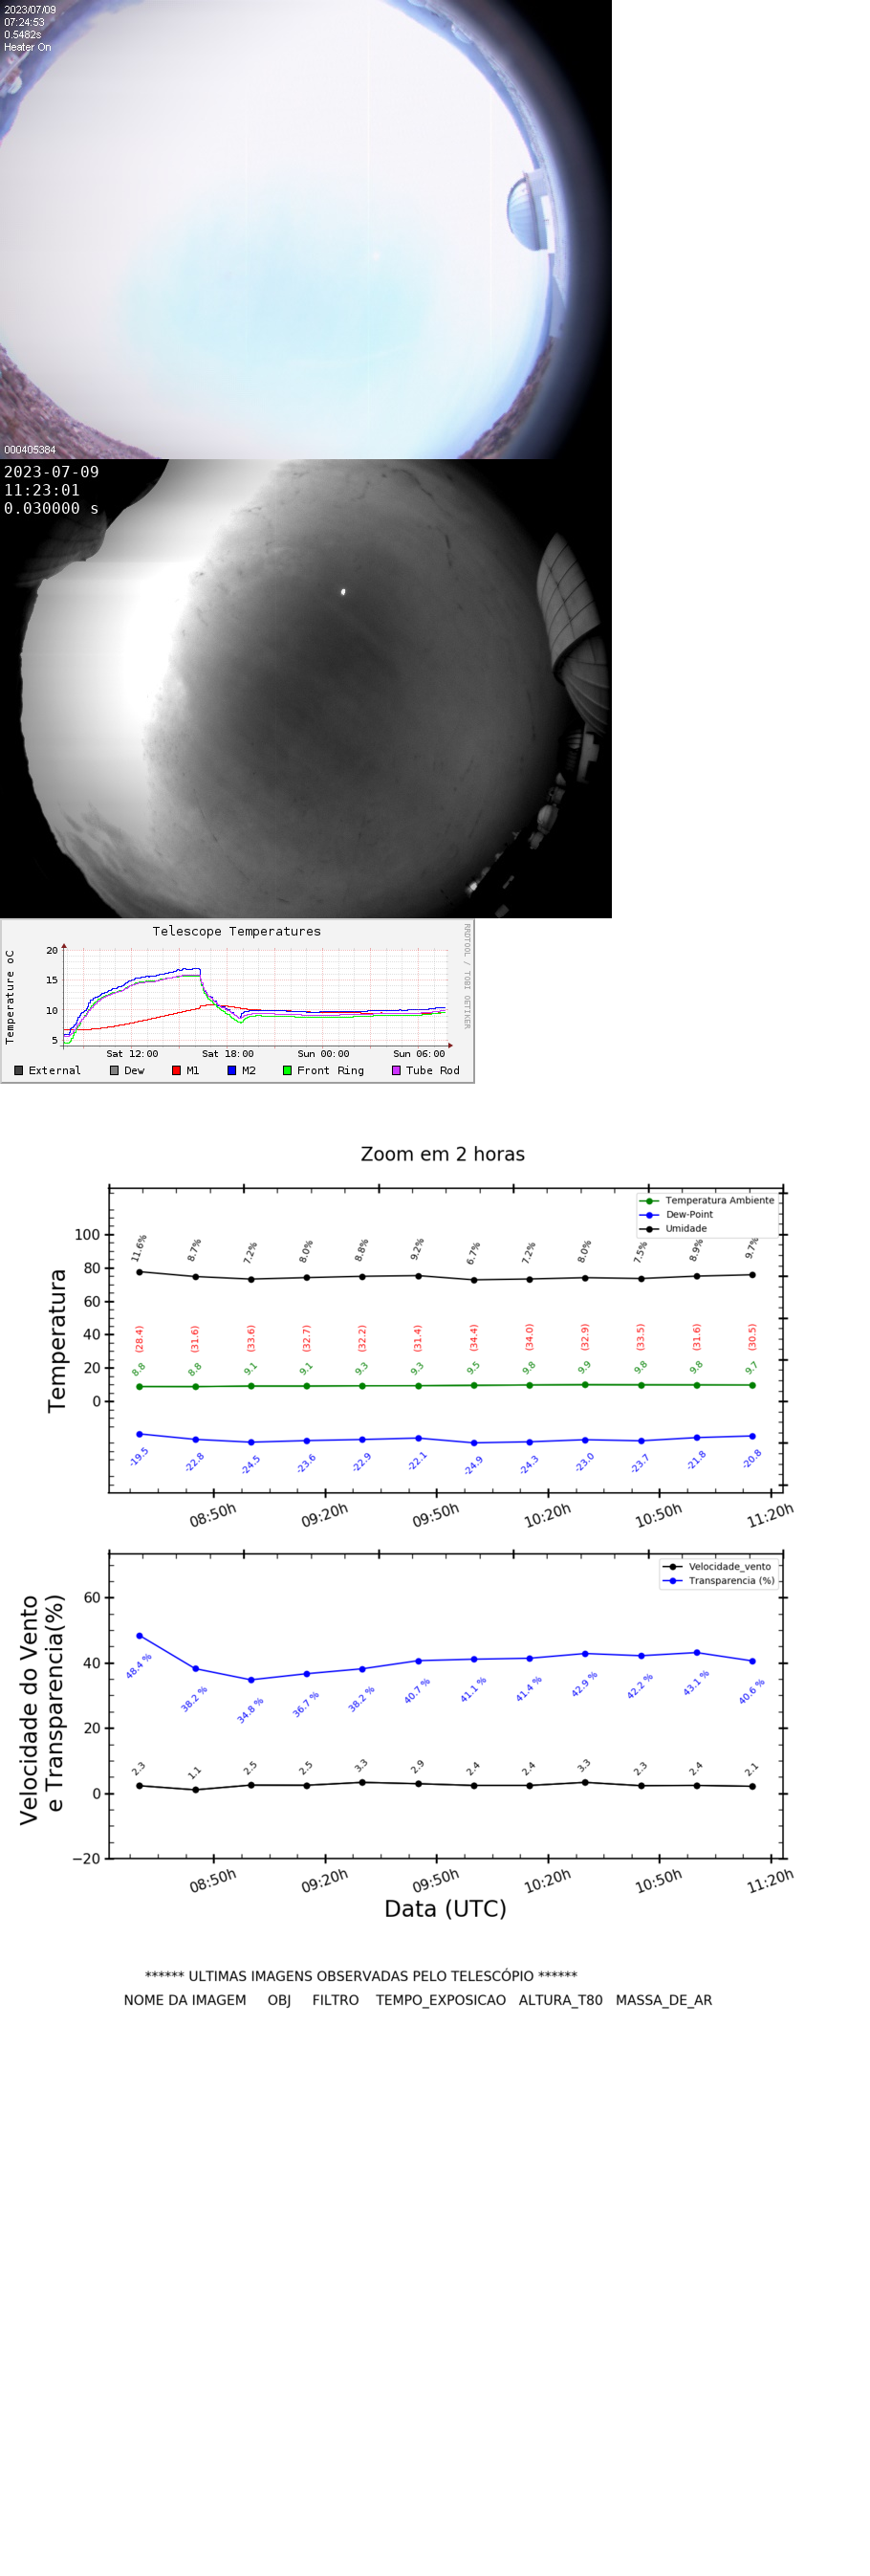 2023/07/09
07:24:53
0.5482s
Heater On
000405384
2023-07-09
11:23:01
0.030000 s
Telescope Temperatures
RRDTOOL / TOBI OETIKER
Temperature oC
20
15
10
5
Sat 12:00 Sat 18:00 Sun 00:00 Sun 06:00
External Dew M1 M2 Front Ring Tube Rod
Zoom em 2 horas
Temperatura
Temperatura Ambiente
Dew-Point
Umidade
100
80
60
40
20
0
11.6% 8.7% 7.2% 8.0% 8.8% 9.2% 6.7% 7.2% 8.0% 7.5% 8.9% 9.7%
(28.4) (31.6) (33.6) (32.7) (32.2) (31.4) (34.4) (34.0) (32.9) (33.5) (31.6) (30.5)
8.8 8.8 9.1 9.1 9.3 9.3 9.5 9.8 9.9 9.8 9.8 9.7
-19.5 -22.8 -24.5 -23.6 -22.9 -22.1 -24.9 -24.3 -23.0 -23.7 -21.8 -20.8
08:50h 09:20h 09:50h 10:20h 10:50h 11:20h
Velocidade do Vento
e Transparencia(%)
Velocidade_vento
Transparencia (%)
60
40
20
0
−20
48.4 % 38.2 % 34.8 % 36.7 % 38.2 % 40.7 % 41.1 % 41.4 % 42.9 % 42.2 % 43.1 % 40.6 %
2.3 1.1 2.5 2.5 3.3 2.9 2.4 2.4 3.3 2.3 2.4 2.1
08:50h 09:20h 09:50h 10:20h 10:50h 11:20h
Data (UTC)
****** ULTIMAS IMAGENS OBSERVADAS PELO TELESCÓPIO ******
NOME DA IMAGEM OBJ FILTRO TEMPO_EXPOSICAO ALTURA_T80 MASSA_DE_AR